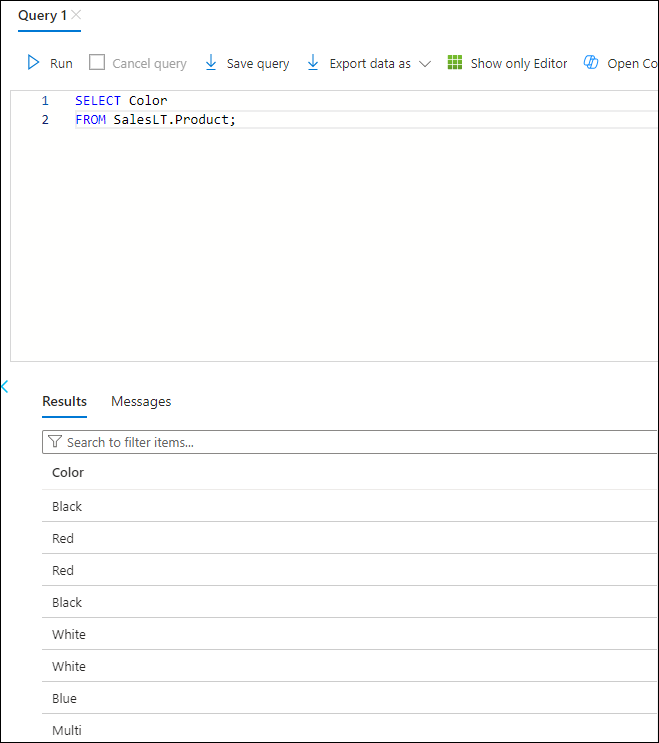 Query 1
Run Cancel query Save query Export data as Show only Editor Open Co
1 SELECT Color
2 FROM SalesLT.Product;
Results Messages
Search to filter items...
Color
Black
Red
Red
Black
White
White
Blue
Multi